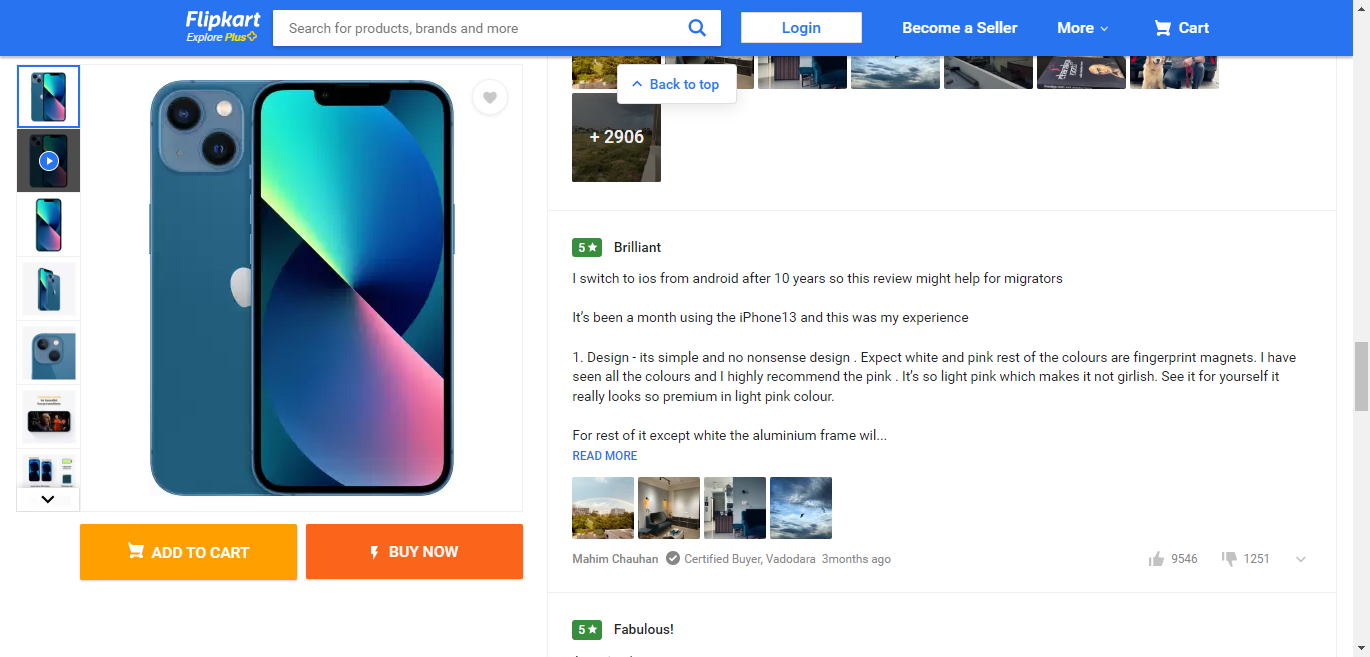 Flipkart
Explore Plus
Search for products, brands and more
Login
Become a Seller
More
Cart
Back to top
+ 2906
5★ Brilliant
I switch to ios from android after 10 years so this review might help for migrators
It's been a month using the iPhone13 and this was my experience
1. Design - its simple and no nonsense design . Expect white and pink rest of the colours are fingerprint magnets. I have
seen all the colours and I highly recommend the pink . It's so light pink which makes it not girlish. See it for yourself it
really looks so premium in light pink colour.
For rest of it except white the aluminium frame wil...
READ MORE
Mahim Chauhan Certified Buyer, Vadodara 3months ago 9546 1251
ADD TO CART
BUY NOW
5★ Fabulous!